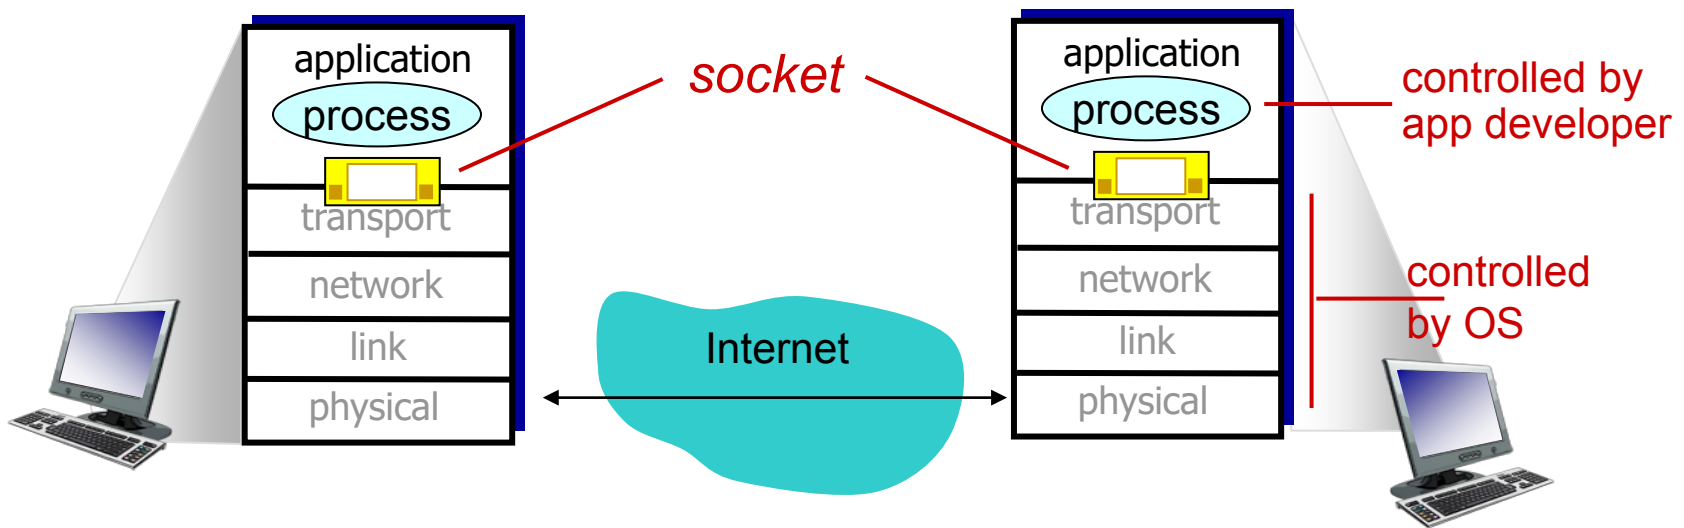 application
process
transport
network
link
physical
socket
Internet
application
process
transport
network
link
physical
controlled by
app developer
controlled
by OS